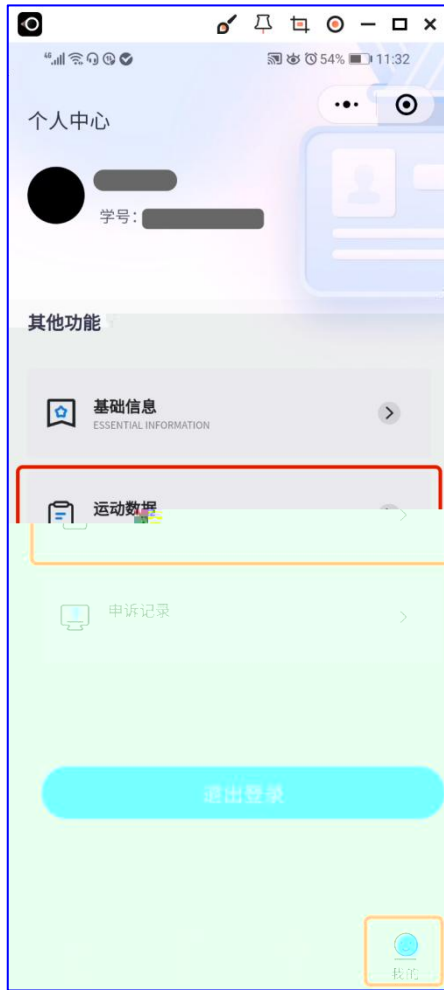 54% 11:32
个人中心
学号:
其他功能
基础信息
ESSENTIAL INFORMATION
运动数据
申诉记录
退出登录
我的